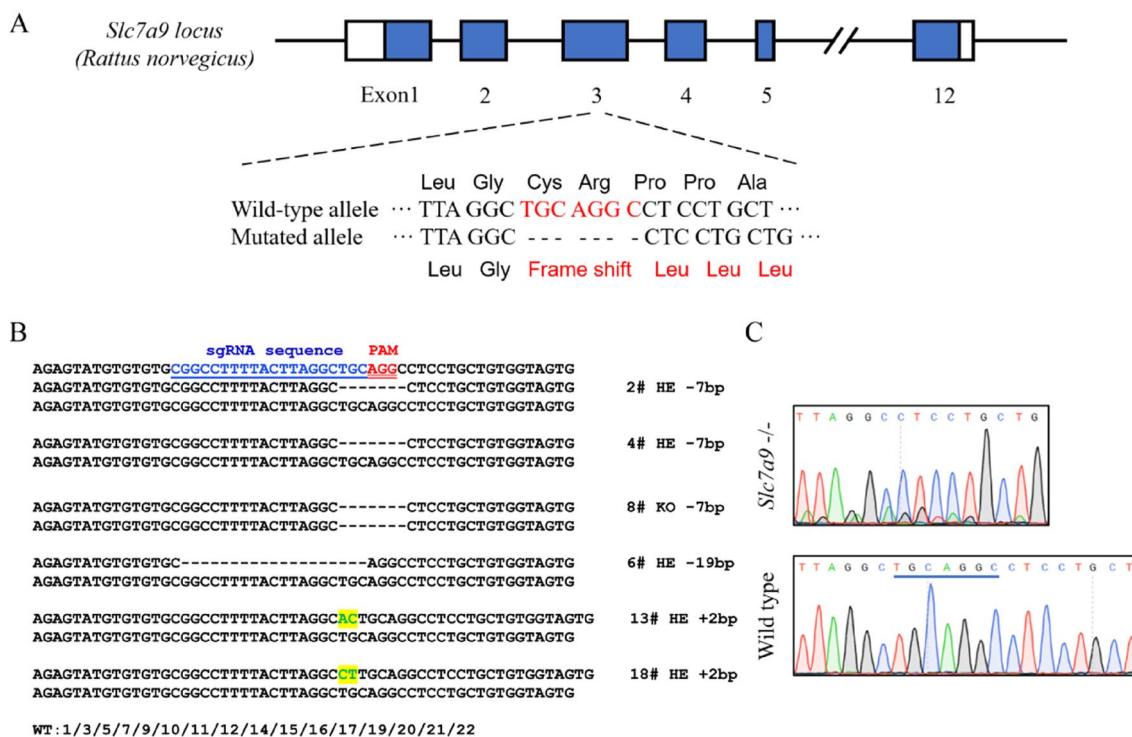 A
Slc7a9 locus
(Rattus norvegicus)
Exon1 2 3 4 5 12
Leu Gly Cys Arg Pro Pro Ala
Wild-type allele ··· TTA GGC TGC AGG CCT CCT GCT ···
Mutated allele ··· TTA GGC --- --- -CTC CTG CTG ···
Leu Gly Frame shift Leu Leu Leu
B
sgRNA sequence PAM
AGAGTATGTGTGTGCGGCCTTTTACTTAGGCTGCAGGCCTCCTGCTGTGGTAGTG
AGAGTATGTGTGTGCGGCCTTTTACTTAGGC-------CTCCTGCTGTGGTAGTG 2# HE -7bp
AGAGTATGTGTGTGCGGCCTTTTACTTAGGCTGCAGGCCTCCTGCTGTGGTAGTG
AGAGTATGTGTGTGCGGCCTTTTACTTAGGC-------CTCCTGCTGTGGTAGTG 4# HE -7bp
AGAGTATGTGTGTGCGGCCTTTTACTTAGGCTGCAGGCCTCCTGCTGTGGTAGTG
AGAGTATGTGTGTGCGGCCTTTTACTTAGGC-------CTCCTGCTGTGGTAGTG 8# KO -7bp
AGAGTATGTGTGTGCGGCCTTTTACTTAGGC-------CTCCTGCTGTGGTAGTG
AGAGTATGTGTGTGC-------------------AGGCCTCCTGCTGTGGTAGTG 6# HE -19bp
AGAGTATGTGTGTGCGGCCTTTTACTTAGGCTGCAGGCCTCCTGCTGTGGTAGTG
AGAGTATGTGTGTGCGGCCTTTTACTTAGGCACTGCAGGCCTCCTGCTGTGGTAGTG 13# HE +2bp
AGAGTATGTGTGTGCGGCCTTTTACTTAGGCTGCAGGCCTCCTGCTGTGGTAGTG
AGAGTATGTGTGTGCGGCCTTTTACTTAGGCCTTGCAGGCCTCCTGCTGTGGTAGTG 18# HE +2bp
AGAGTATGTGTGTGCGGCCTTTTACTTAGGCTGCAGGCCTCCTGCTGTGGTAGTG
WT:1/3/5/7/9/10/11/12/14/15/16/17/19/20/21/22
C
Slc7a9 -/-
T T A G G C C T C C T G C T G
Wild type
T T A G G C T G C A G G C C T C C T G C T